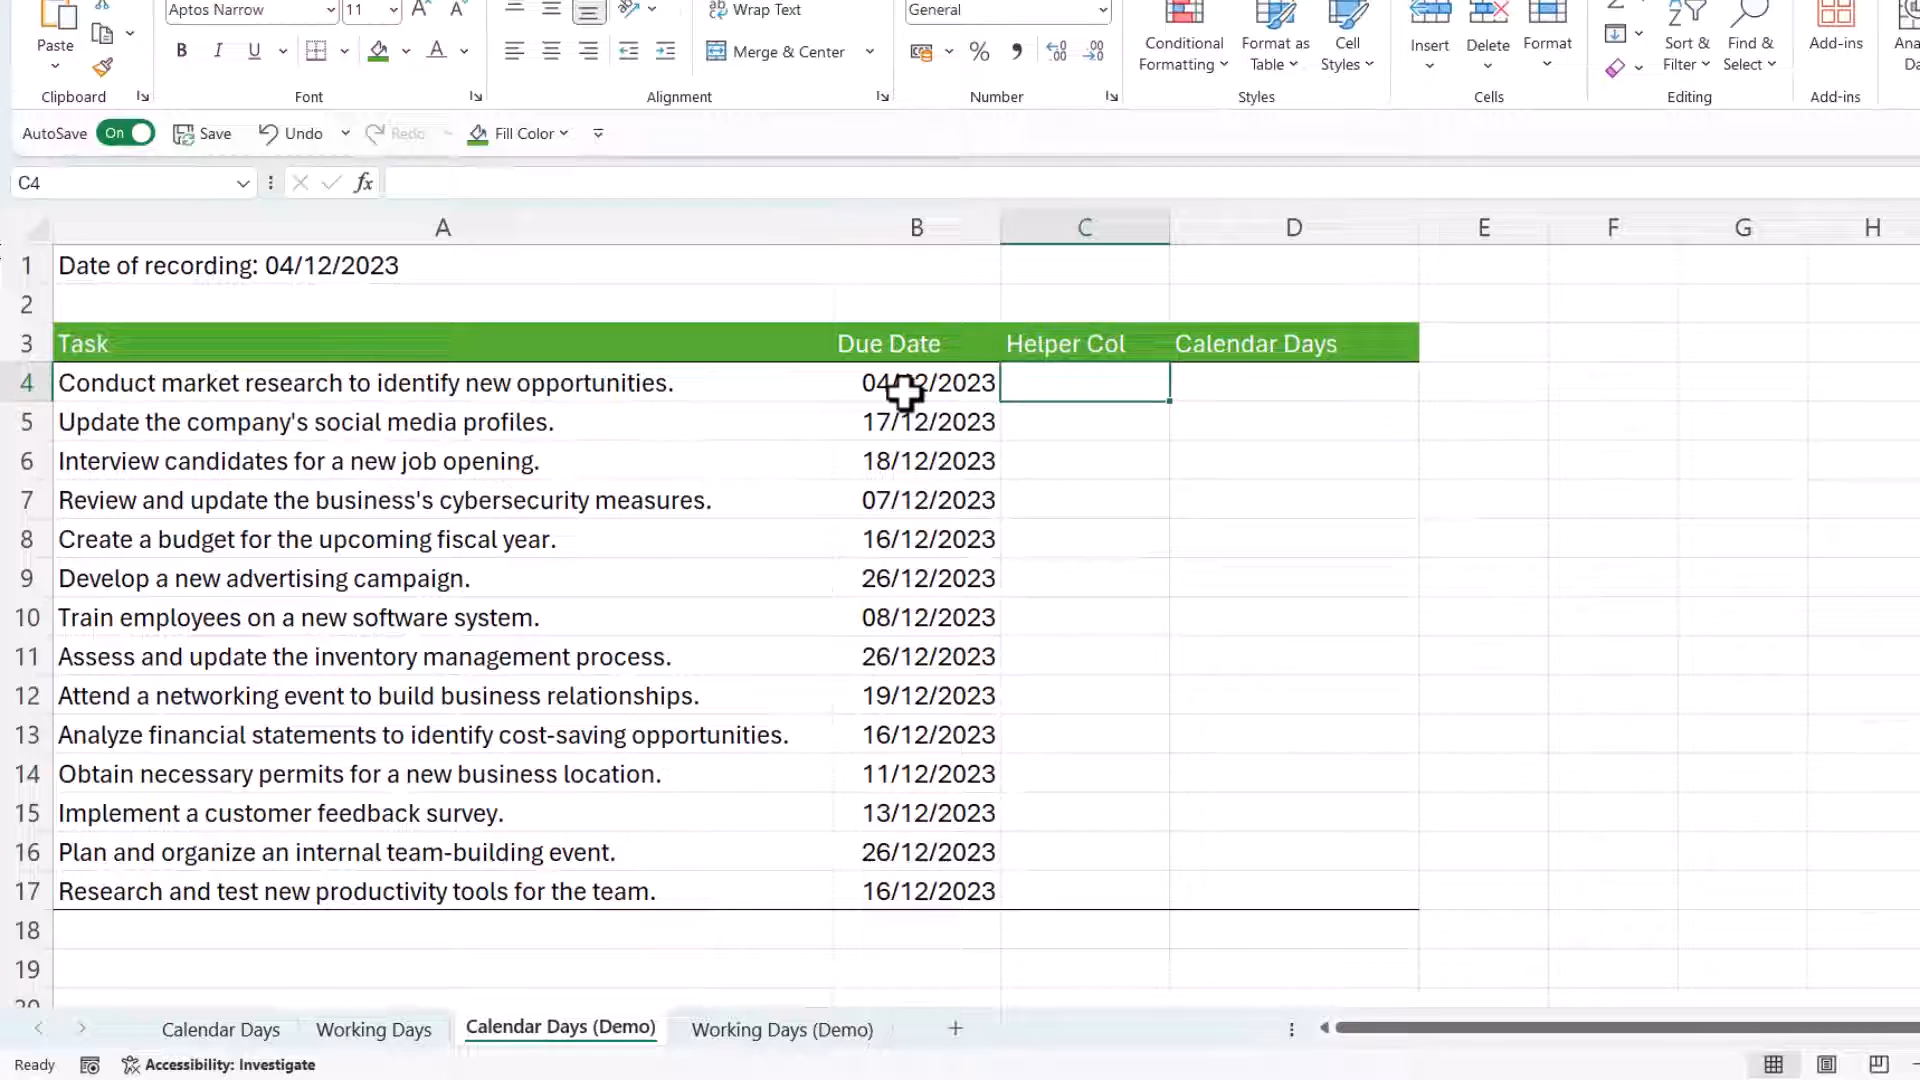 Aptos Narrow 11 A A Wrap Text General
Paste B I U A Merge & Center % Conditional Formatting Format as Table Cell Styles Insert Delete Format Sort & Filter Find & Select Add-ins
Clipboard Font Alignment Number Styles Cells Editing Add-ins
AutoSave On Save Undo Redo Fill Color
C4 fx
A B C D E F G H
1 Date of recording: 04/12/2023
2
3 Task Due Date Helper Col Calendar Days
4 Conduct market research to identify new opportunities. 04/12/2023
5 Update the company's social media profiles. 17/12/2023
6 Interview candidates for a new job opening. 18/12/2023
7 Review and update the business's cybersecurity measures. 07/12/2023
8 Create a budget for the upcoming fiscal year. 16/12/2023
9 Develop a new advertising campaign. 26/12/2023
10 Train employees on a new software system. 08/12/2023
11 Assess and update the inventory management process. 26/12/2023
12 Attend a networking event to build business relationships. 19/12/2023
13 Analyze financial statements to identify cost-saving opportunities. 16/12/2023
14 Obtain necessary permits for a new business location. 11/12/2023
15 Implement a customer feedback survey. 13/12/2023
16 Plan and organize an internal team-building event. 26/12/2023
17 Research and test new productivity tools for the team. 16/12/2023
18
19
Calendar Days Working Days Calendar Days (Demo) Working Days (Demo)
Ready Accessibility: Investigate